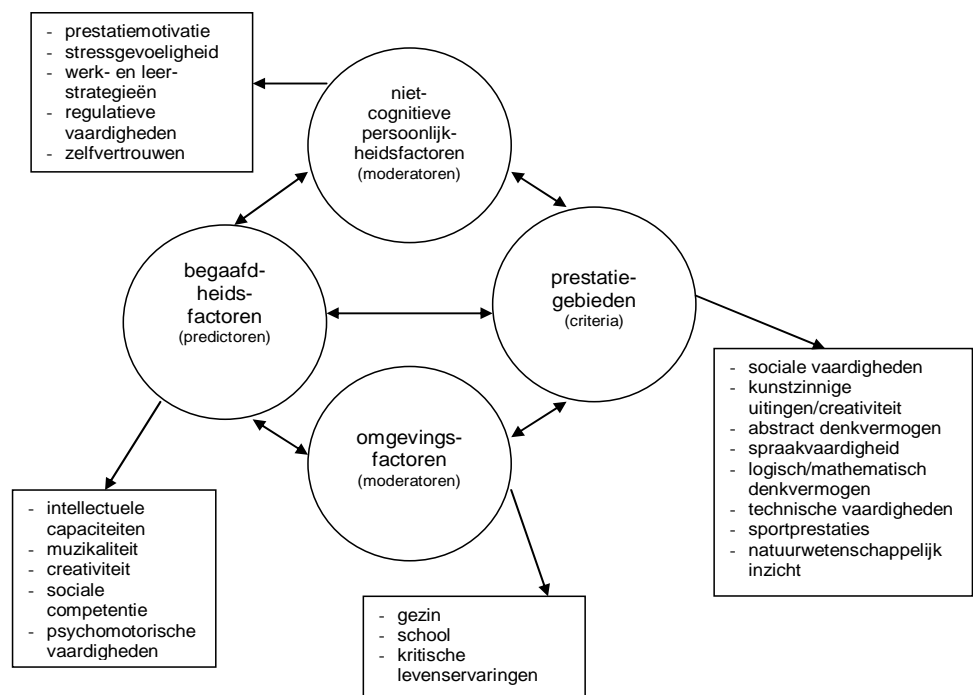 - prestatiemotivatie
- stressgevoeligheid
- werk- en leer-
strategieën
- regulatieve
vaardigheden
- zelfvertrouwen
niet-
cognitieve
persoonlijk-
heidsfactoren
(moderatoren)
begaafd-
heids-
factoren
(predictoren)
prestatie-
gebieden
(criteria)
omgevings-
factoren
(moderatoren)
- sociale vaardigheden
- kunstzinnige
uitingen/creativiteit
- abstract denkvermogen
- spraakvaardigheid
- logisch/mathematisch
denkvermogen
- technische vaardigheden
- sportprestaties
- natuurwetenschappelijk
inzicht
- intellectuele
capaciteiten
- muzikaliteit
- creativiteit
- sociale
competentie
- psychomotorische
vaardigheden
- gezin
- school
- kritische
levenservaringen